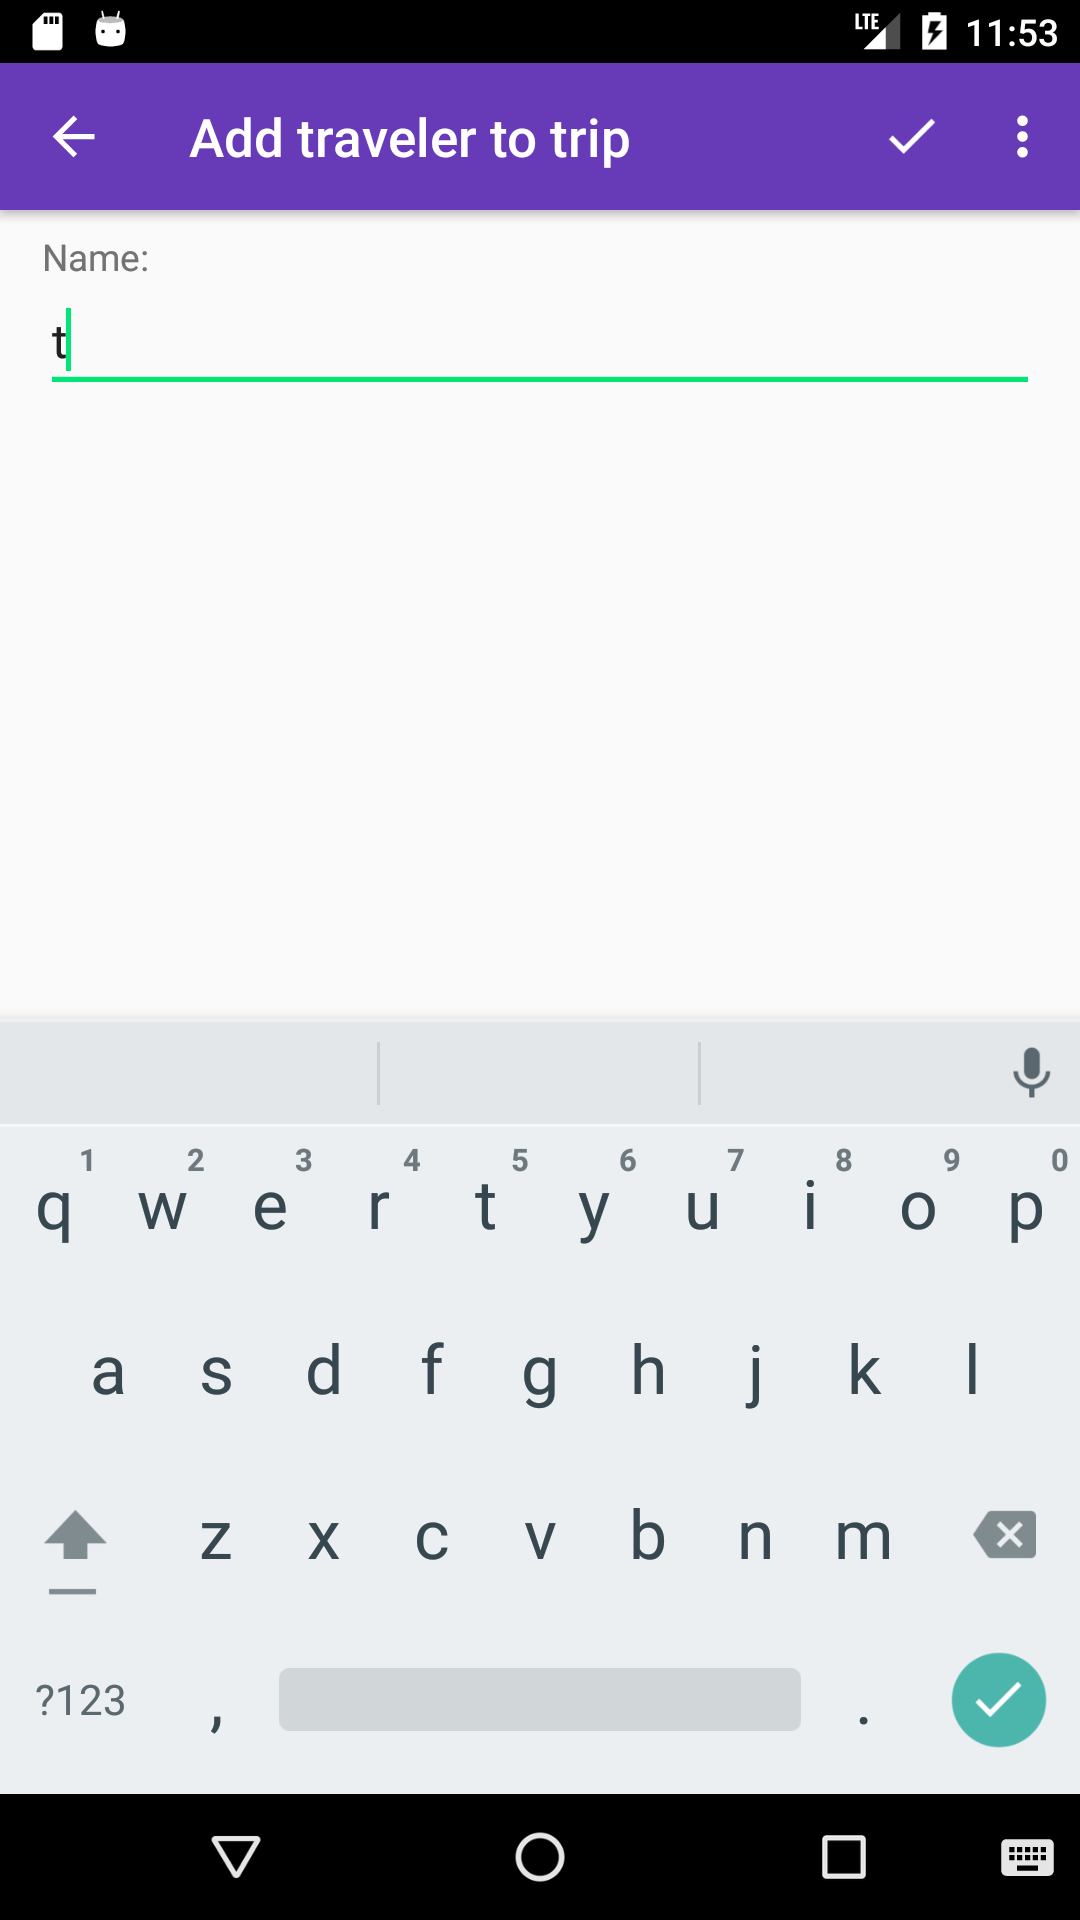 LTE 11:53
Add traveler to trip
Name:
t
1 2 3 4 5 6 7 8 9 0
q w e r t y u i o p
a s d f g h j k l
z x c v b n m
?123 , .